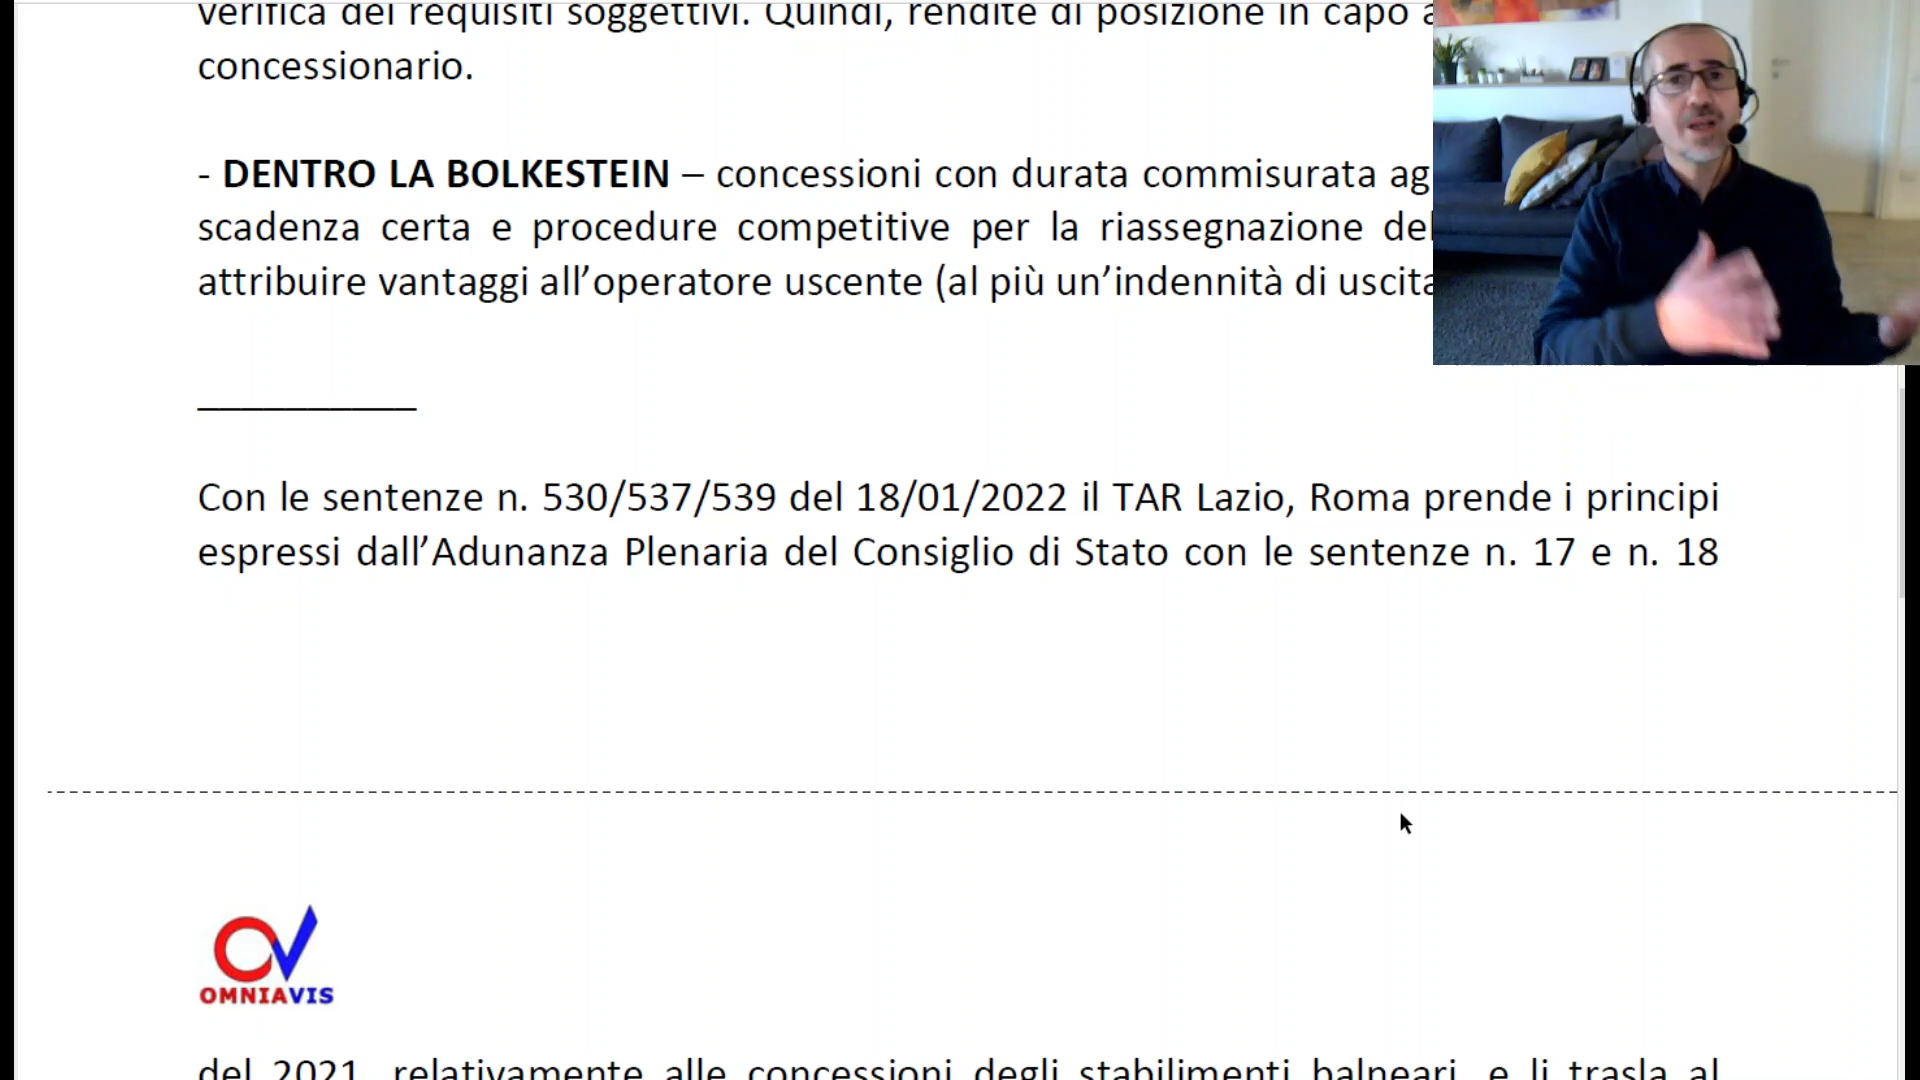 verifica dei requisiti soggettivi. Quindi, rendite di posizione in capo a
concessionario.
- DENTRO LA BOLKESTEIN – concessioni con durata commisurata ag
scadenza certa e procedure competitive per la riassegnazione del
attribuire vantaggi all’operatore uscente (al più un’indennità di uscita
Con le sentenze n. 530/537/539 del 18/01/2022 il TAR Lazio, Roma prende i principi
espressi dall’Adunanza Plenaria del Consiglio di Stato con le sentenze n. 17 e n. 18
OV
OMNIAVIS
del 2021, relativamente alle concessioni degli stabilimenti balneari, e li trasla al